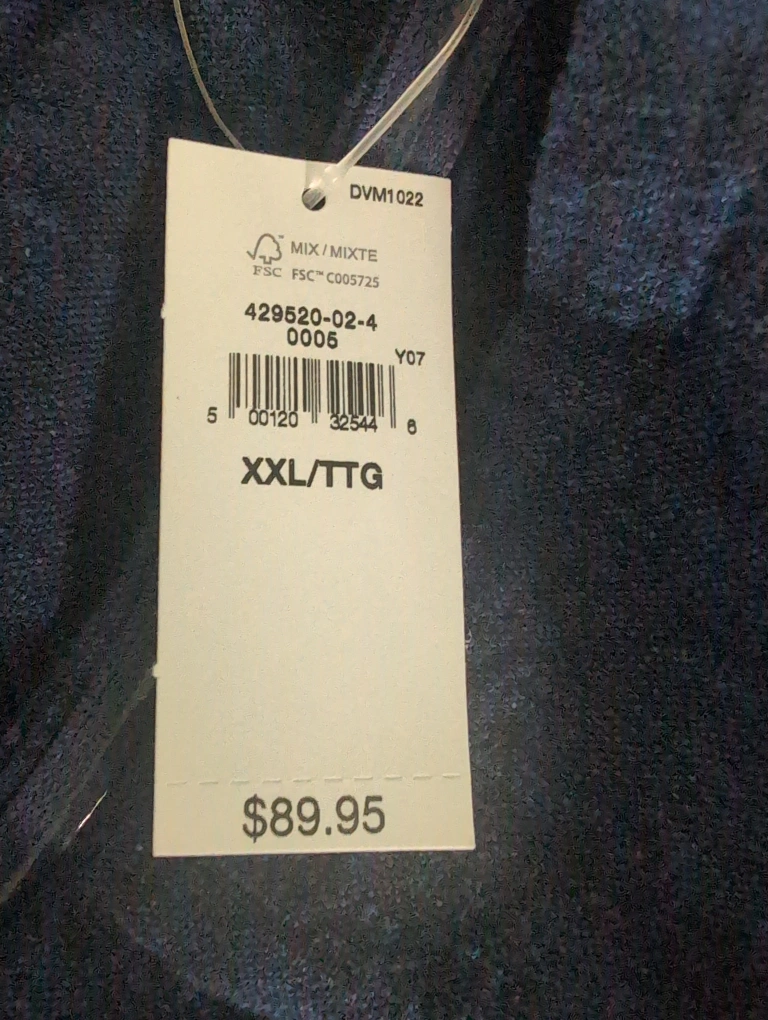 DVM1022
MIX / MIXTE
FSC FSC™ C005725
429520-02-4
0005
Y07
5 00120 32544 6
XXL/TTG
$89.95